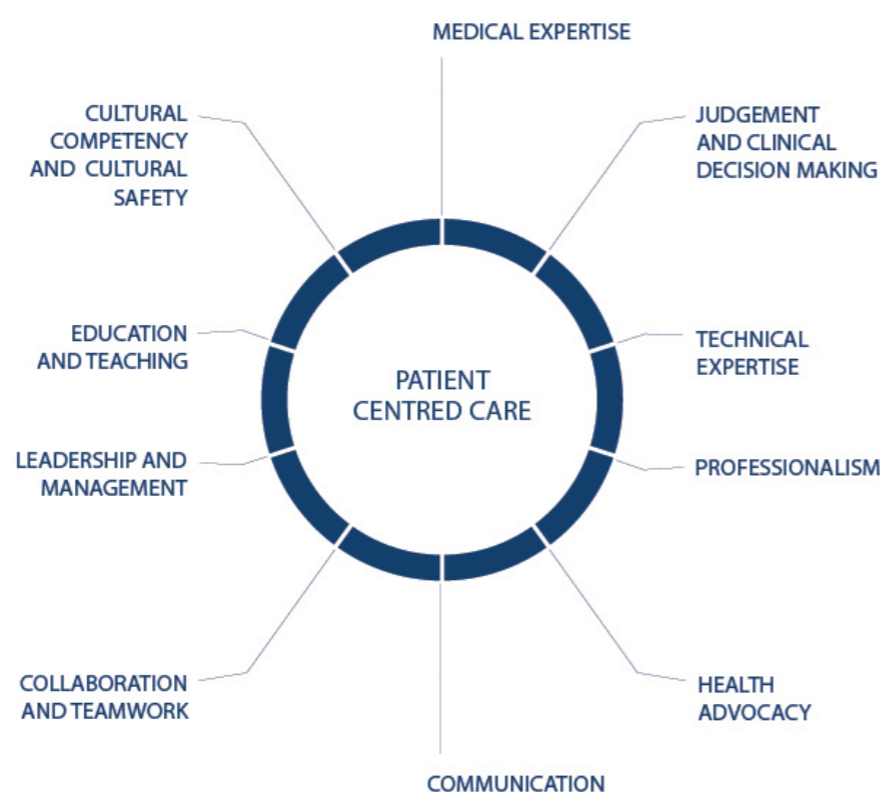 MEDICAL EXPERTISE
JUDGEMENT
AND CLINICAL
DECISION MAKING
TECHNICAL
EXPERTISE
PROFESSIONALISM
HEALTH
ADVOCACY
COMMUNICATION
COLLABORATION
AND TEAMWORK
LEADERSHIP AND
MANAGEMENT
EDUCATION
AND TEACHING
CULTURAL
COMPETENCY
AND CULTURAL
SAFETY
PATIENT
CENTRED CARE